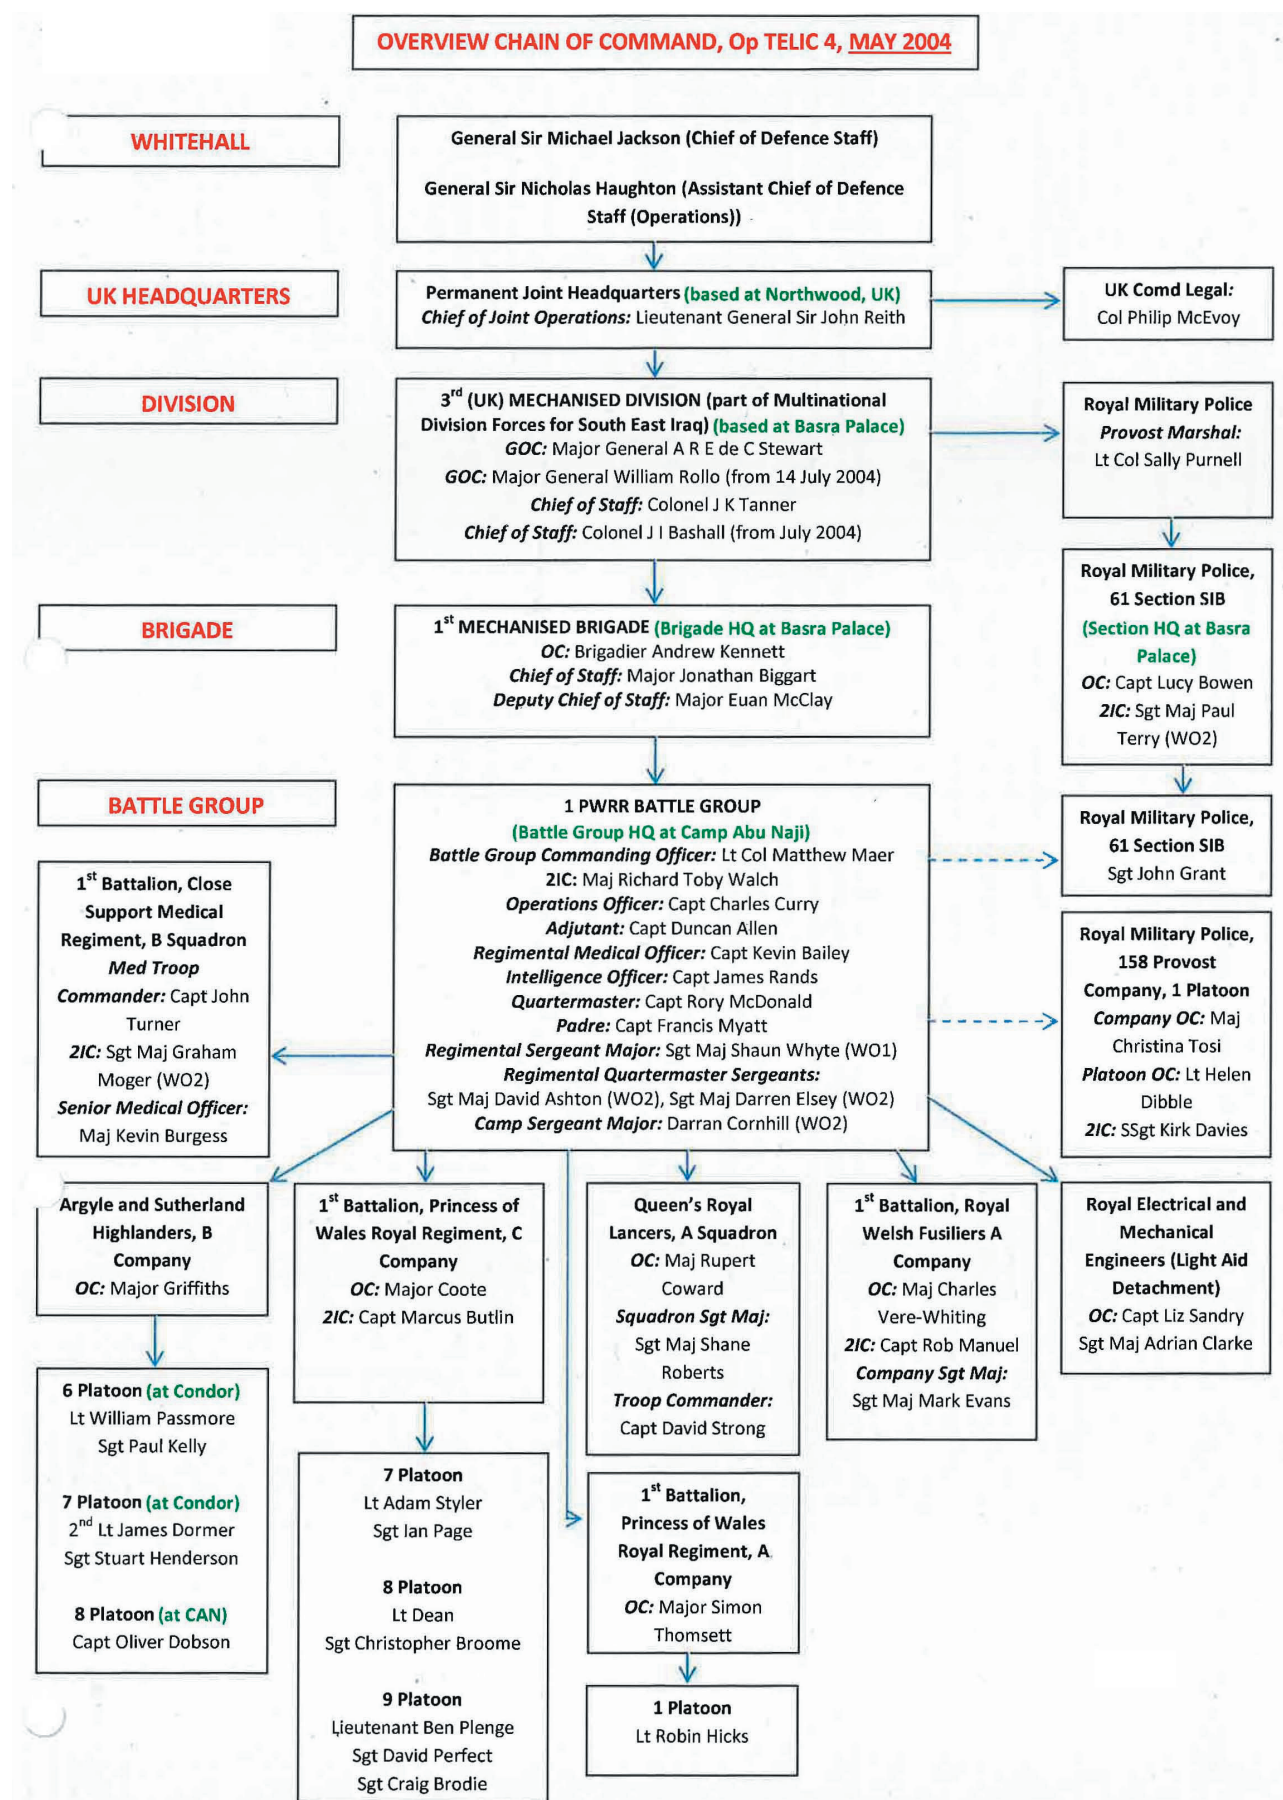 OVERVIEW CHAIN OF COMMAND, Op TELIC 4, MAY 2004
WHITEHALL
General Sir Michael Jackson (Chief of Defence Staff)
General Sir Nicholas Haughton (Assistant Chief of Defence
Staff (Operations))
UK HEADQUARTERS
Permanent Joint Headquarters (based at Northwood, UK)
Chief of Joint Operations: Lieutenant General Sir John Reith
UK Comd Legal:
Col Philip McEvoy
DIVISION
3rd (UK) MECHANISED DIVISION (part of Multinational
Division Forces for South East Iraq) (based at Basra Palace)
GOC: Major General A R E de C Stewart
GOC: Major General William Rollo (from 14 July 2004)
Chief of Staff: Colonel J K Tanner
Chief of Staff: Colonel J I Bashall (from July 2004)
Royal Military Police
Provost Marshal:
Lt Col Sally Purnell
Royal Military Police,
61 Section SIB
(Section HQ at Basra
Palace)
OC: Capt Lucy Bowen
2IC: Sgt Maj Paul
Terry (WO2)
BRIGADE
1st MECHANISED BRIGADE (Brigade HQ at Basra Palace)
OC: Brigadier Andrew Kennett
Chief of Staff: Major Jonathan Biggart
Deputy Chief of Staff: Major Euan McClay
BATTLE GROUP
1 PWRR BATTLE GROUP
(Battle Group HQ at Camp Abu Naji)
Battle Group Commanding Officer: Lt Col Matthew Maer
2IC: Maj Richard Toby Walch
Operations Officer: Capt Charles Curry
Adjutant: Capt Duncan Allen
Regimental Medical Officer: Capt Kevin Bailey
Intelligence Officer: Capt James Rands
Quartermaster: Capt Rory McDonald
Padre: Capt Francis Myatt
Regimental Sergeant Major: Sgt Maj Shaun Whyte (WO1)
Regimental Quartermaster Sergeants:
Sgt Maj David Ashton (WO2), Sgt Maj Darren Elsey (WO2)
Camp Sergeant Major: Darran Cornhill (WO2)
Royal Military Police,
61 Section SIB
Sgt John Grant
Royal Military Police,
158 Provost
Company, 1 Platoon
Company OC: Maj
Christina Tosi
Platoon OC: Lt Helen
Dibble
2IC: SSgt Kirk Davies
1st Battalion, Close
Support Medical
Regiment, B Squadron
Med Troop
Commander: Capt John
Turner
2IC: Sgt Maj Graham
Moger (WO2)
Senior Medical Officer:
Maj Kevin Burgess
Argyle and Sutherland
Highlanders, B
Company
OC: Major Griffiths
1st Battalion, Princess of
Wales Royal Regiment, C
Company
OC: Major Coote
2IC: Capt Marcus Butlin
Queen's Royal
Lancers, A Squadron
OC: Maj Rupert
Coward
Squadron Sgt Maj:
Sgt Maj Shane
Roberts
Troop Commander:
Capt David Strong
1st Battalion, Royal
Welsh Fusiliers A
Company
OC: Maj Charles
Vere-Whiting
2IC: Capt Rob Manuel
Company Sgt Maj:
Sgt Maj Mark Evans
Royal Electrical and
Mechanical
Engineers (Light Aid
Detachment)
OC: Capt Liz Sandry
Sgt Maj Adrian Clarke
6 Platoon (at Condor)
Lt William Passmore
Sgt Paul Kelly
7 Platoon (at Condor)
2nd Lt James Dormer
Sgt Stuart Henderson
8 Platoon (at CAN)
Capt Oliver Dobson
7 Platoon
Lt Adam Styler
Sgt Ian Page
8 Platoon
Lt Dean
Sgt Christopher Broome
9 Platoon
Lieutenant Ben Plenge
Sgt David Perfect
Sgt Craig Brodie
1st Battalion,
Princess of Wales
Royal Regiment, A
Company
OC: Major Simon
Thomsett
1 Platoon
Lt Robin Hicks